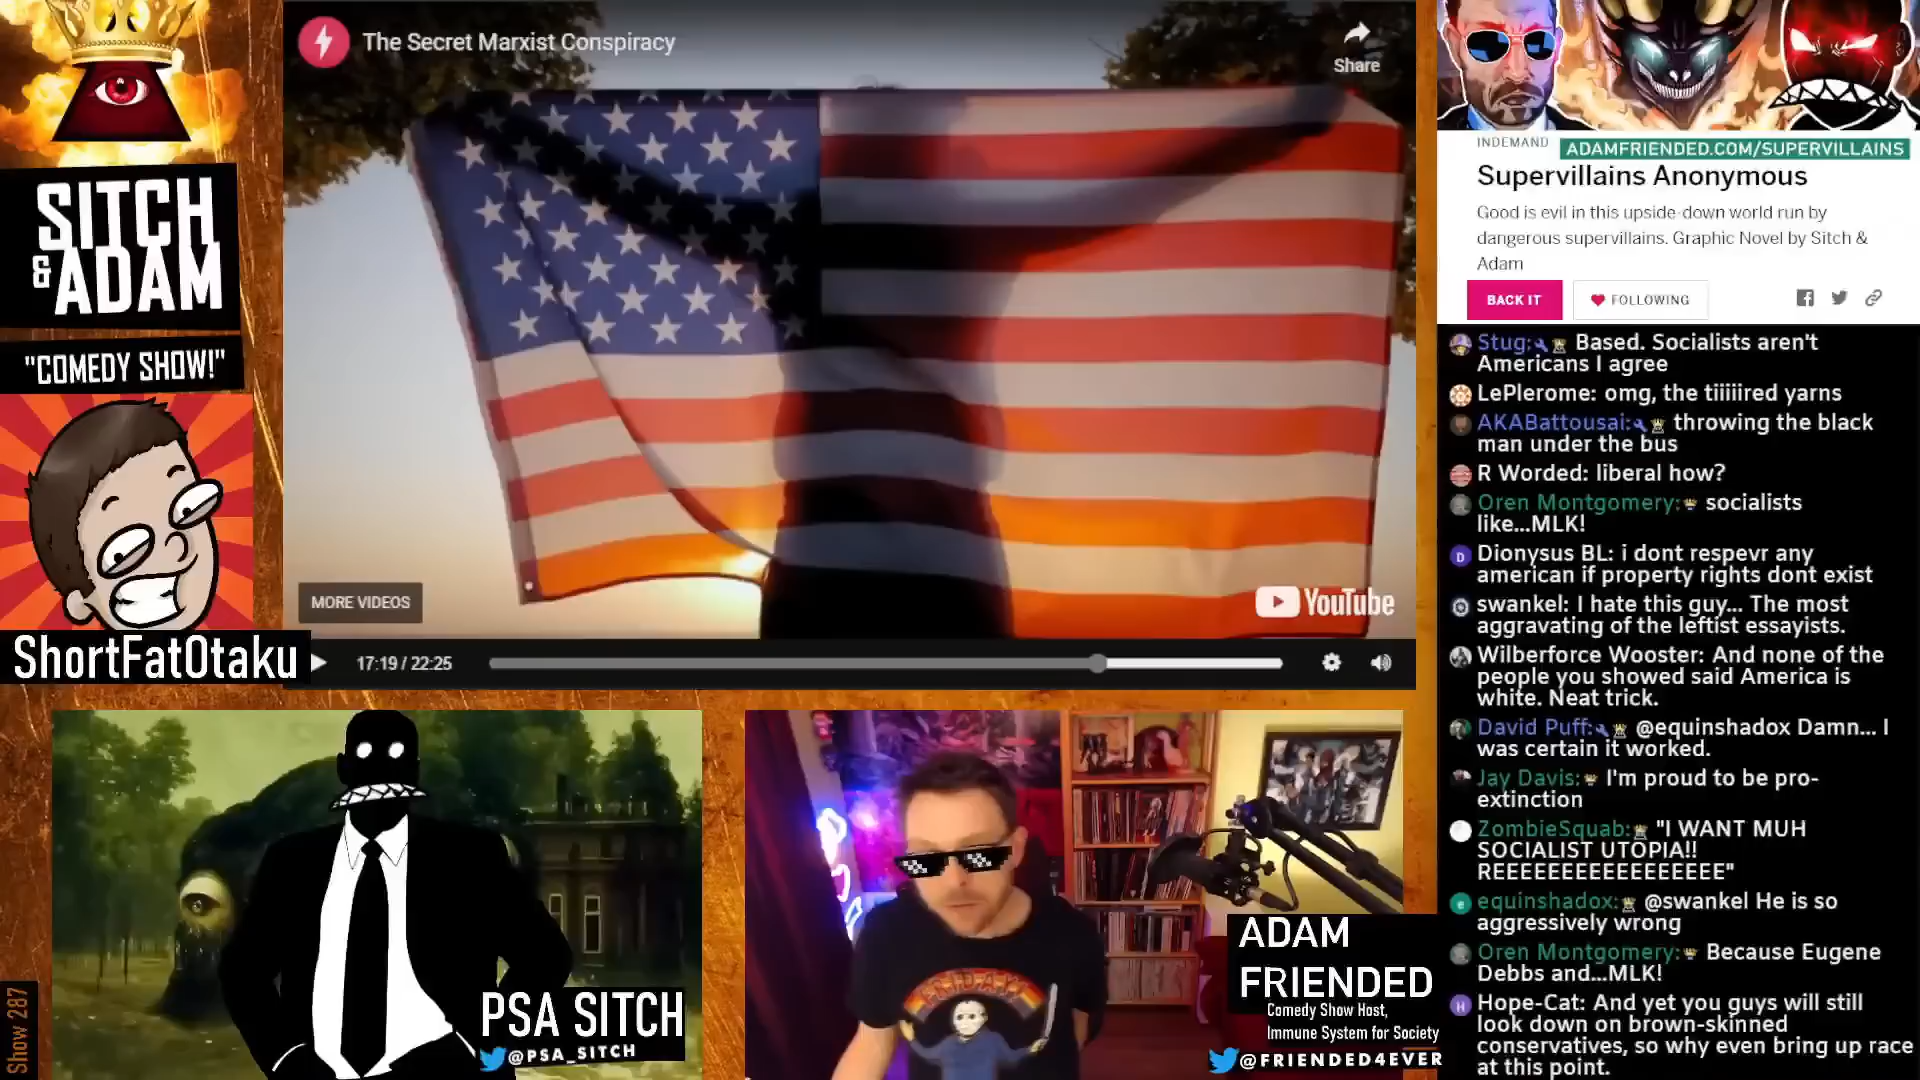 The Secret Marxist Conspiracy
Share
SITCH
& ADAM
"COMEDY SHOW!"
ShortFatOtaku
MORE VIDEOS
YouTube
17:19 / 22:25
INDEMAND
ADAMFRIENDED.COM/SUPERVILLAINS
Supervillains Anonymous
Good is evil in this upside-down world run by
dangerous supervillains. Graphic Novel by Sitch &
Adam
BACK IT
FOLLOWING
Stug: Based. Socialists aren't
Americans I agree
LePlerome: omg, the tiiiiired yarns
AKABattousai: throwing the black
man under the bus
R Worded: liberal how?
Oren Montgomery: socialists
like...MLK!
D
Dionysus BL: i dont respevr any
american if property rights dont exist
swankel: I hate this guy... The most
aggravating of the leftist essayists.
Wilberforce Wooster: And none of the
people you showed said America is
white. Neat trick.
David Puff: @equinshadox Damn... I
was certain it worked.
Jay Davis: I'm proud to be pro-
extinction
ZombieSquab: "I WANT MUH
SOCIALIST UTOPIA!!
REEEEEEEEEEEEEEEEE"
e
equinshadox: @swankel He is so
aggressively wrong
Oren Montgomery: Because Eugene
Debbs and...MLK!
H
Hope-Cat: And yet you guys will still
look down on brown-skinned
conservatives, so why even bring up race
at this point.
Show 287
PSA SITCH
@PSA_SITCH
FRIDAY
ADAM
FRIENDED
Comedy Show Host,
Immune System for Society
@FRIENDED4EVER